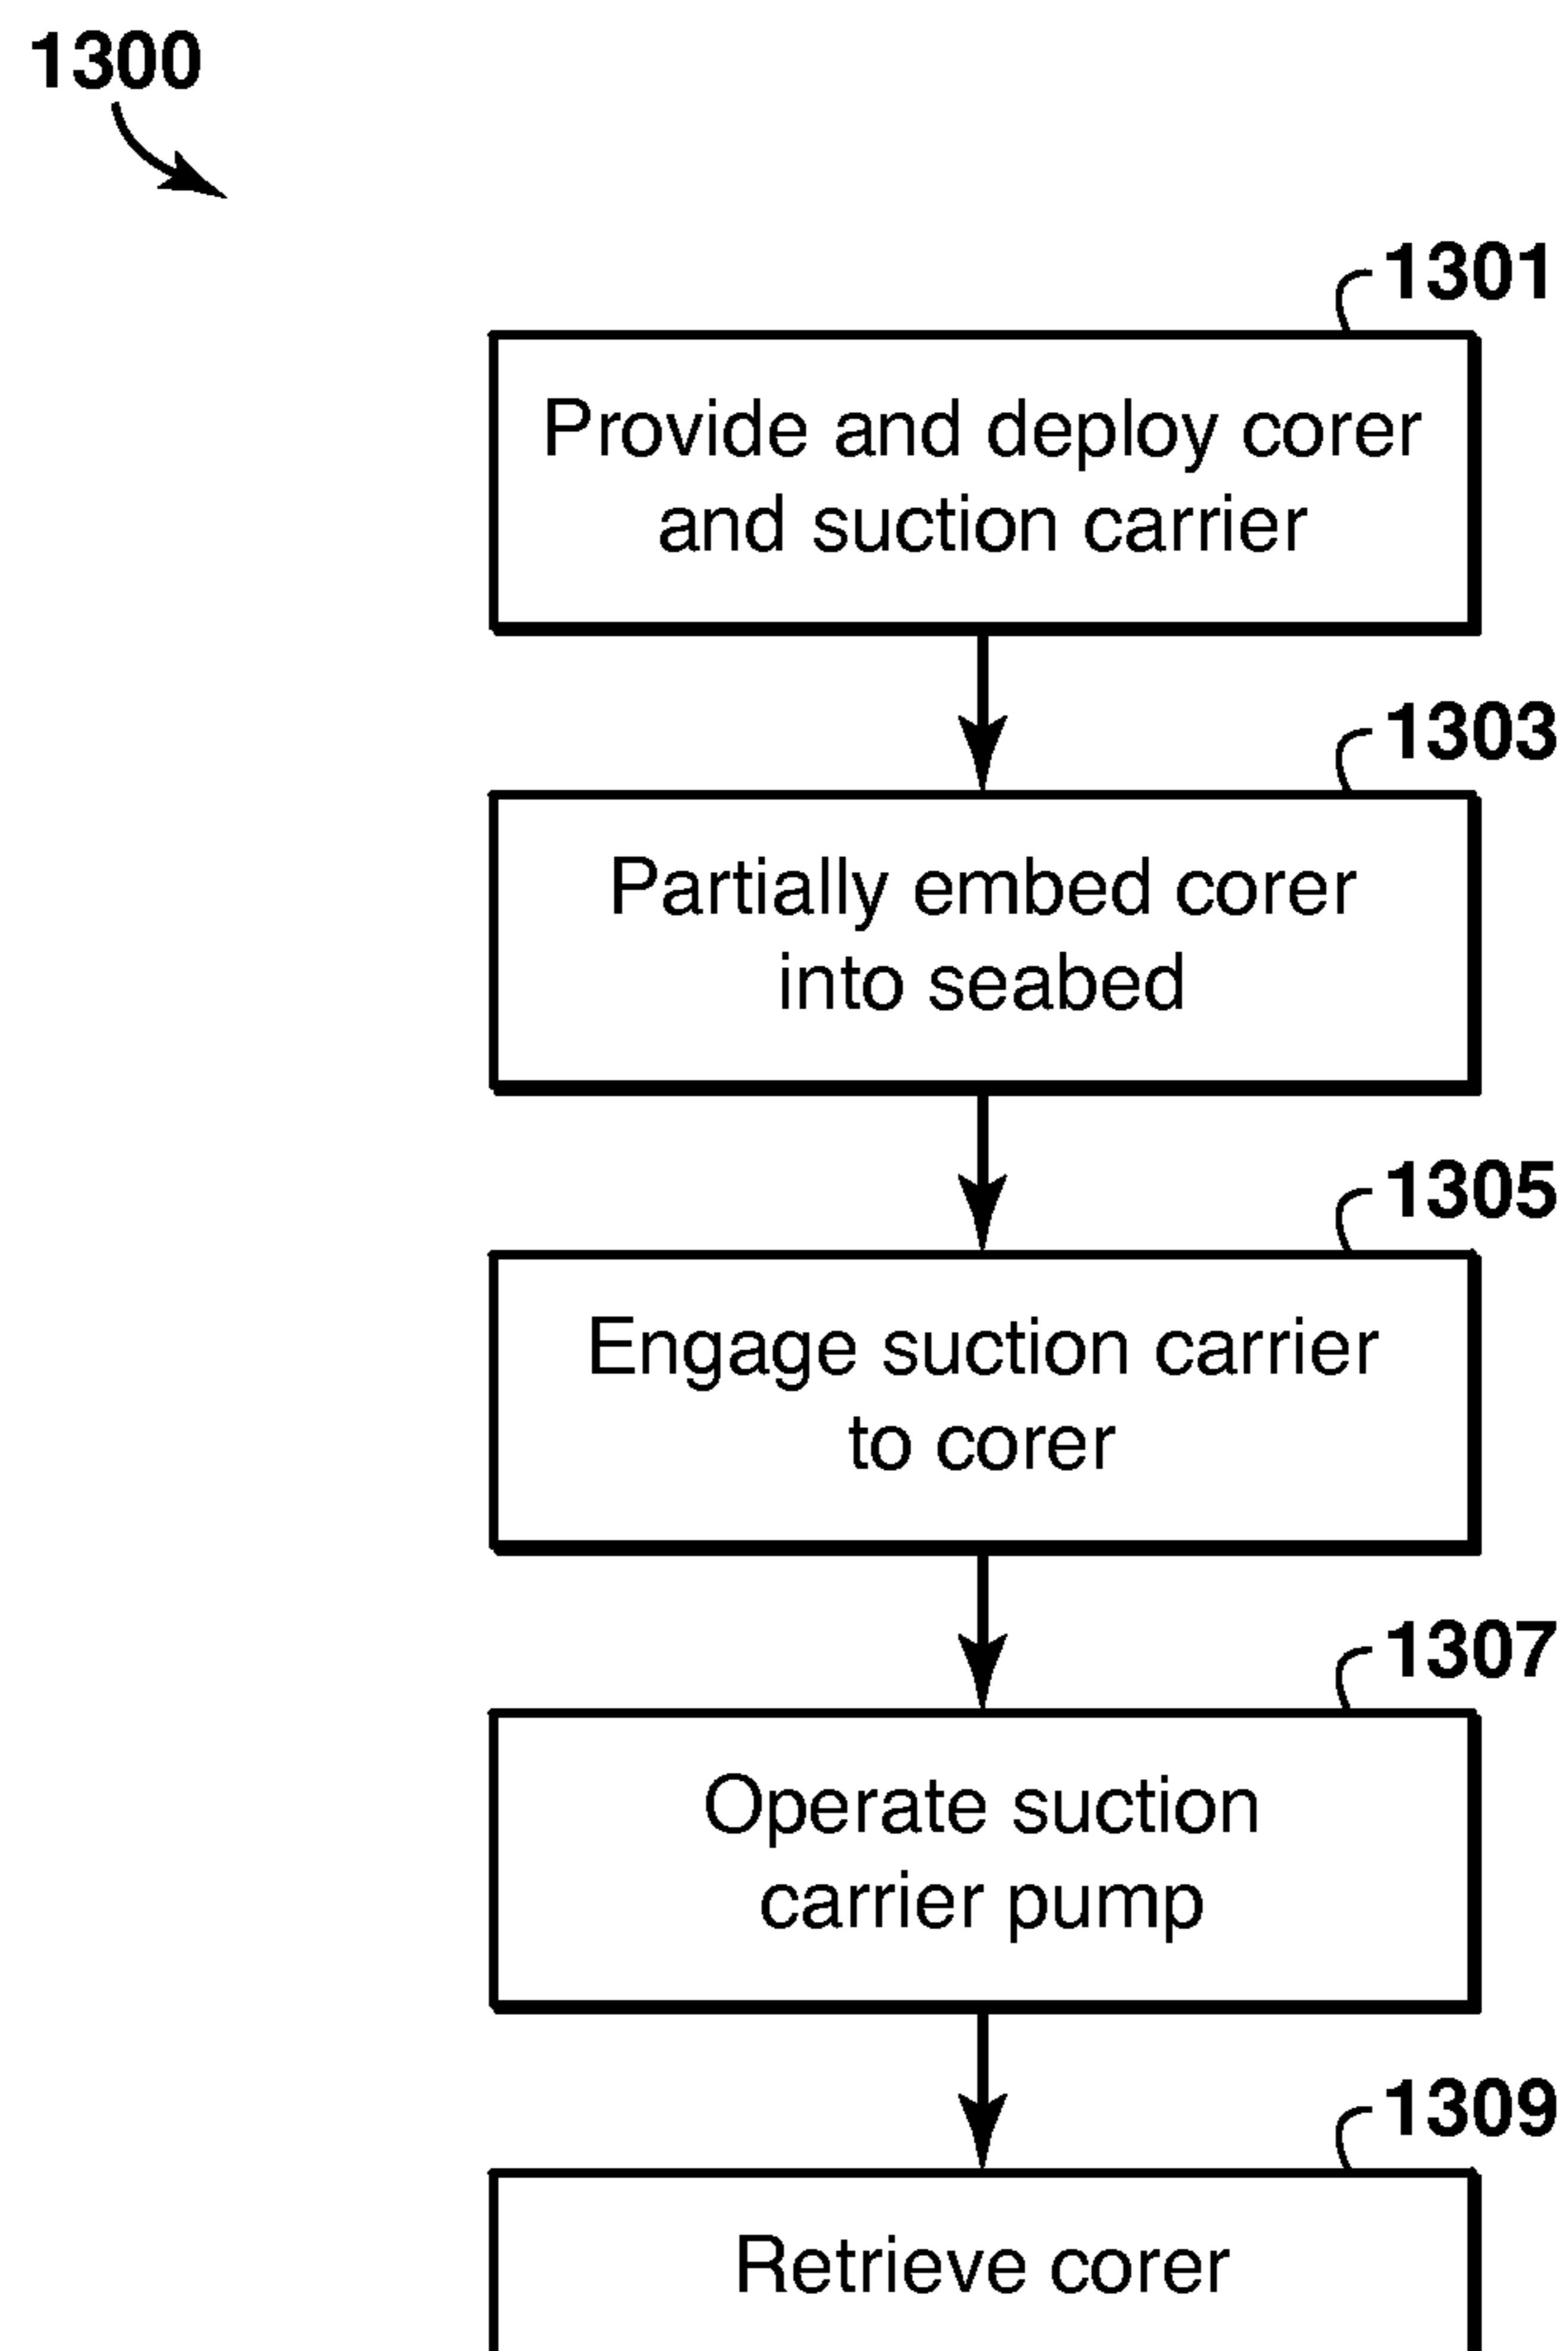 1300
1301
Provide and deploy corer
and suction carrier
1303
Partially embed corer
into seabed
1305
Engage suction carrier
to corer
1307
Operate suction
carrier pump
1309
Retrieve corer